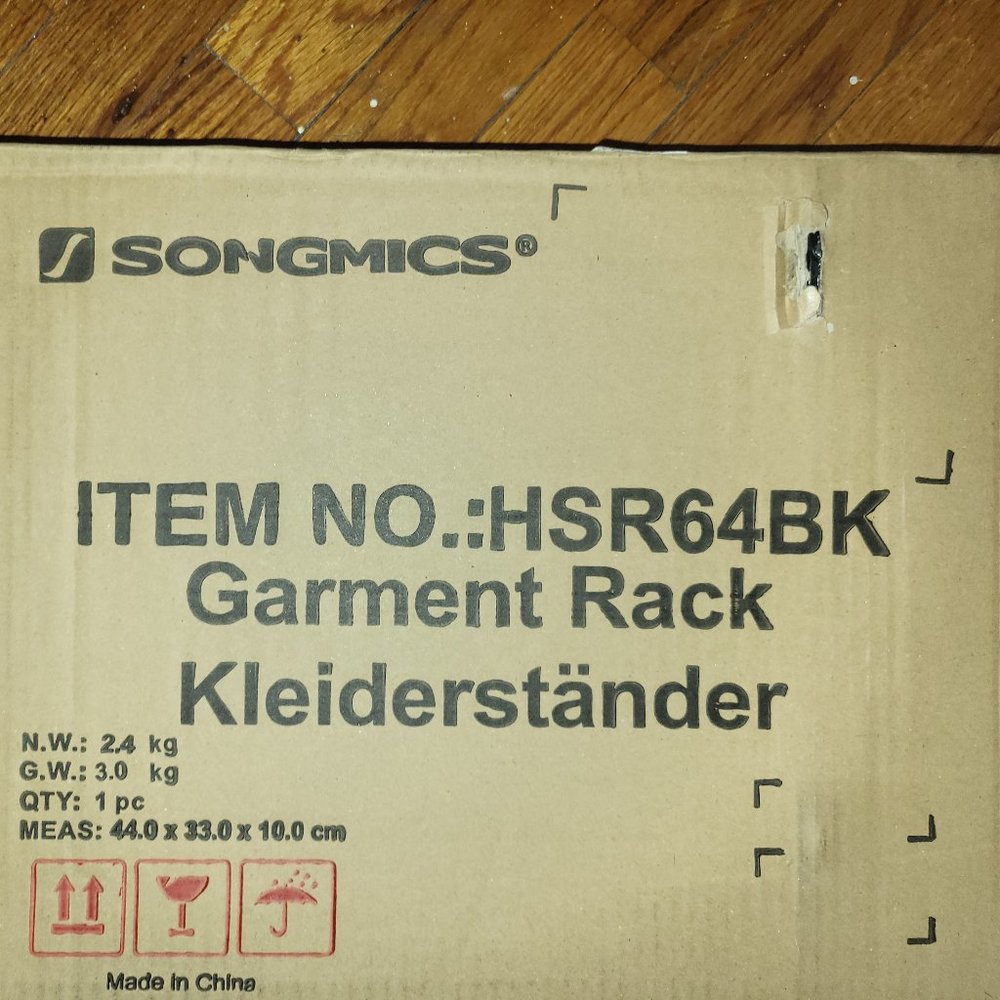 SONGMICS®
ITEM NO.:HSR64BK
Garment Rack
Kleiderständer
N.W.: 2.4 kg
G.W.: 3.0 kg
QTY: 1 pc
MEAS: 44.0 x 33.0 x 10.0 cm
Made in China